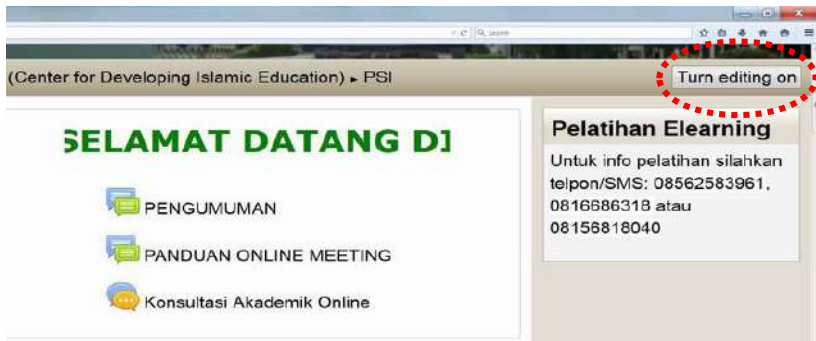 Search
(Center for Developing Islamic Education) ▸ PSI
Turn editing on
SELAMAT DATANG DI
Pelatihan Elearning
Untuk info pelatihan silahkan
telpon/SMS: 08562583961,
0816686318 atau
08156818040
PENGUMUMAN
PANDUAN ONLINE MEETING
Konsultasi Akademik Online